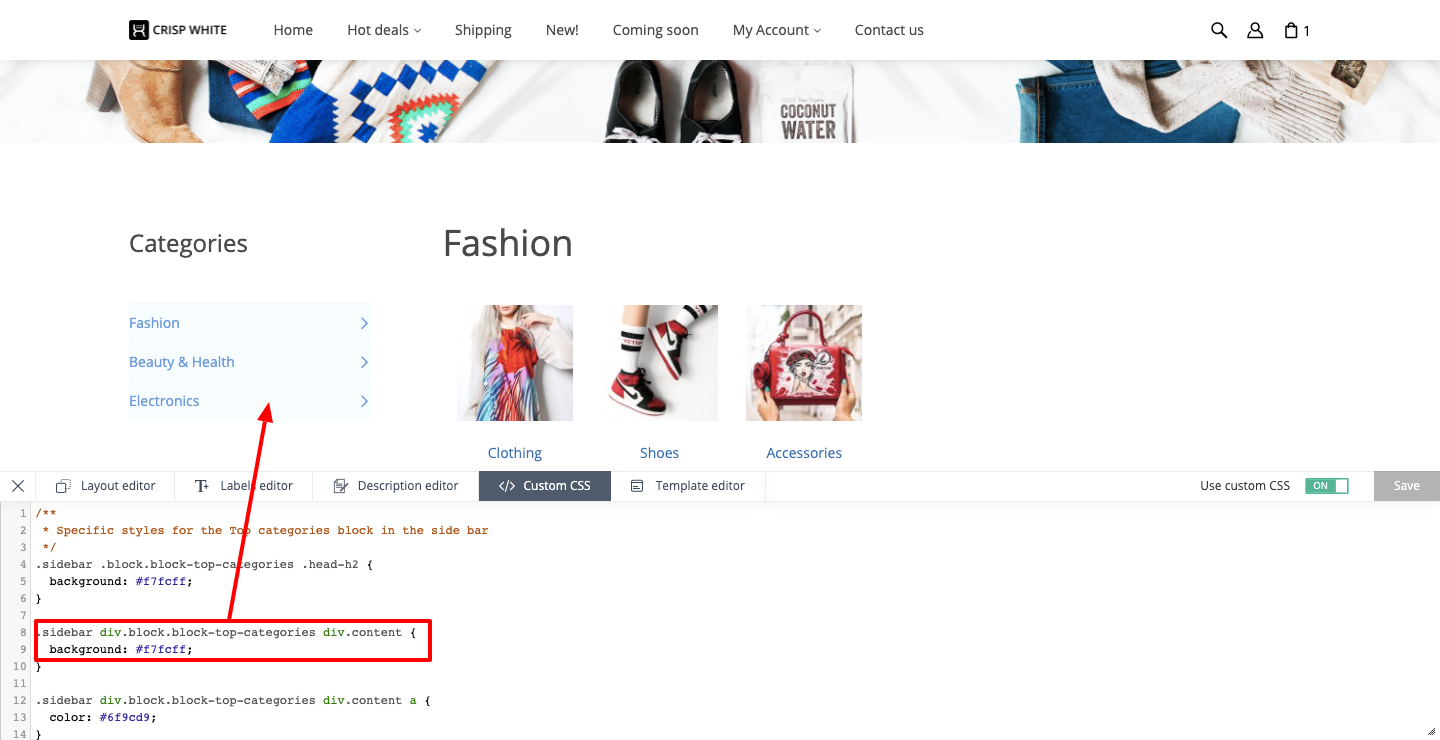 CRISP WHITE
Home
Hot deals
Shipping
New!
Coming soon
My Account
Contact us
1
COCONUT
WATER
Categories
Fashion
Beauty & Health
Electronics
Fashion
Clothing
Shoes
Accessories
Layout editor
Labels editor
Description editor
</> Custom CSS
Template editor
Use custom CSS
ON
Save
1 /**
2  * Specific styles for the Top categories block in the side bar
3  */
4 .sidebar .block.block-top-categories .head-h2 {
5   background: #f7fcff;
6 }
7
8 .sidebar div.block.block-top-categories div.content {
9   background: #f7fcff;
10 }
11
12 .sidebar div.block.block-top-categories div.content a {
13   color: #6f9cd9;
14 }